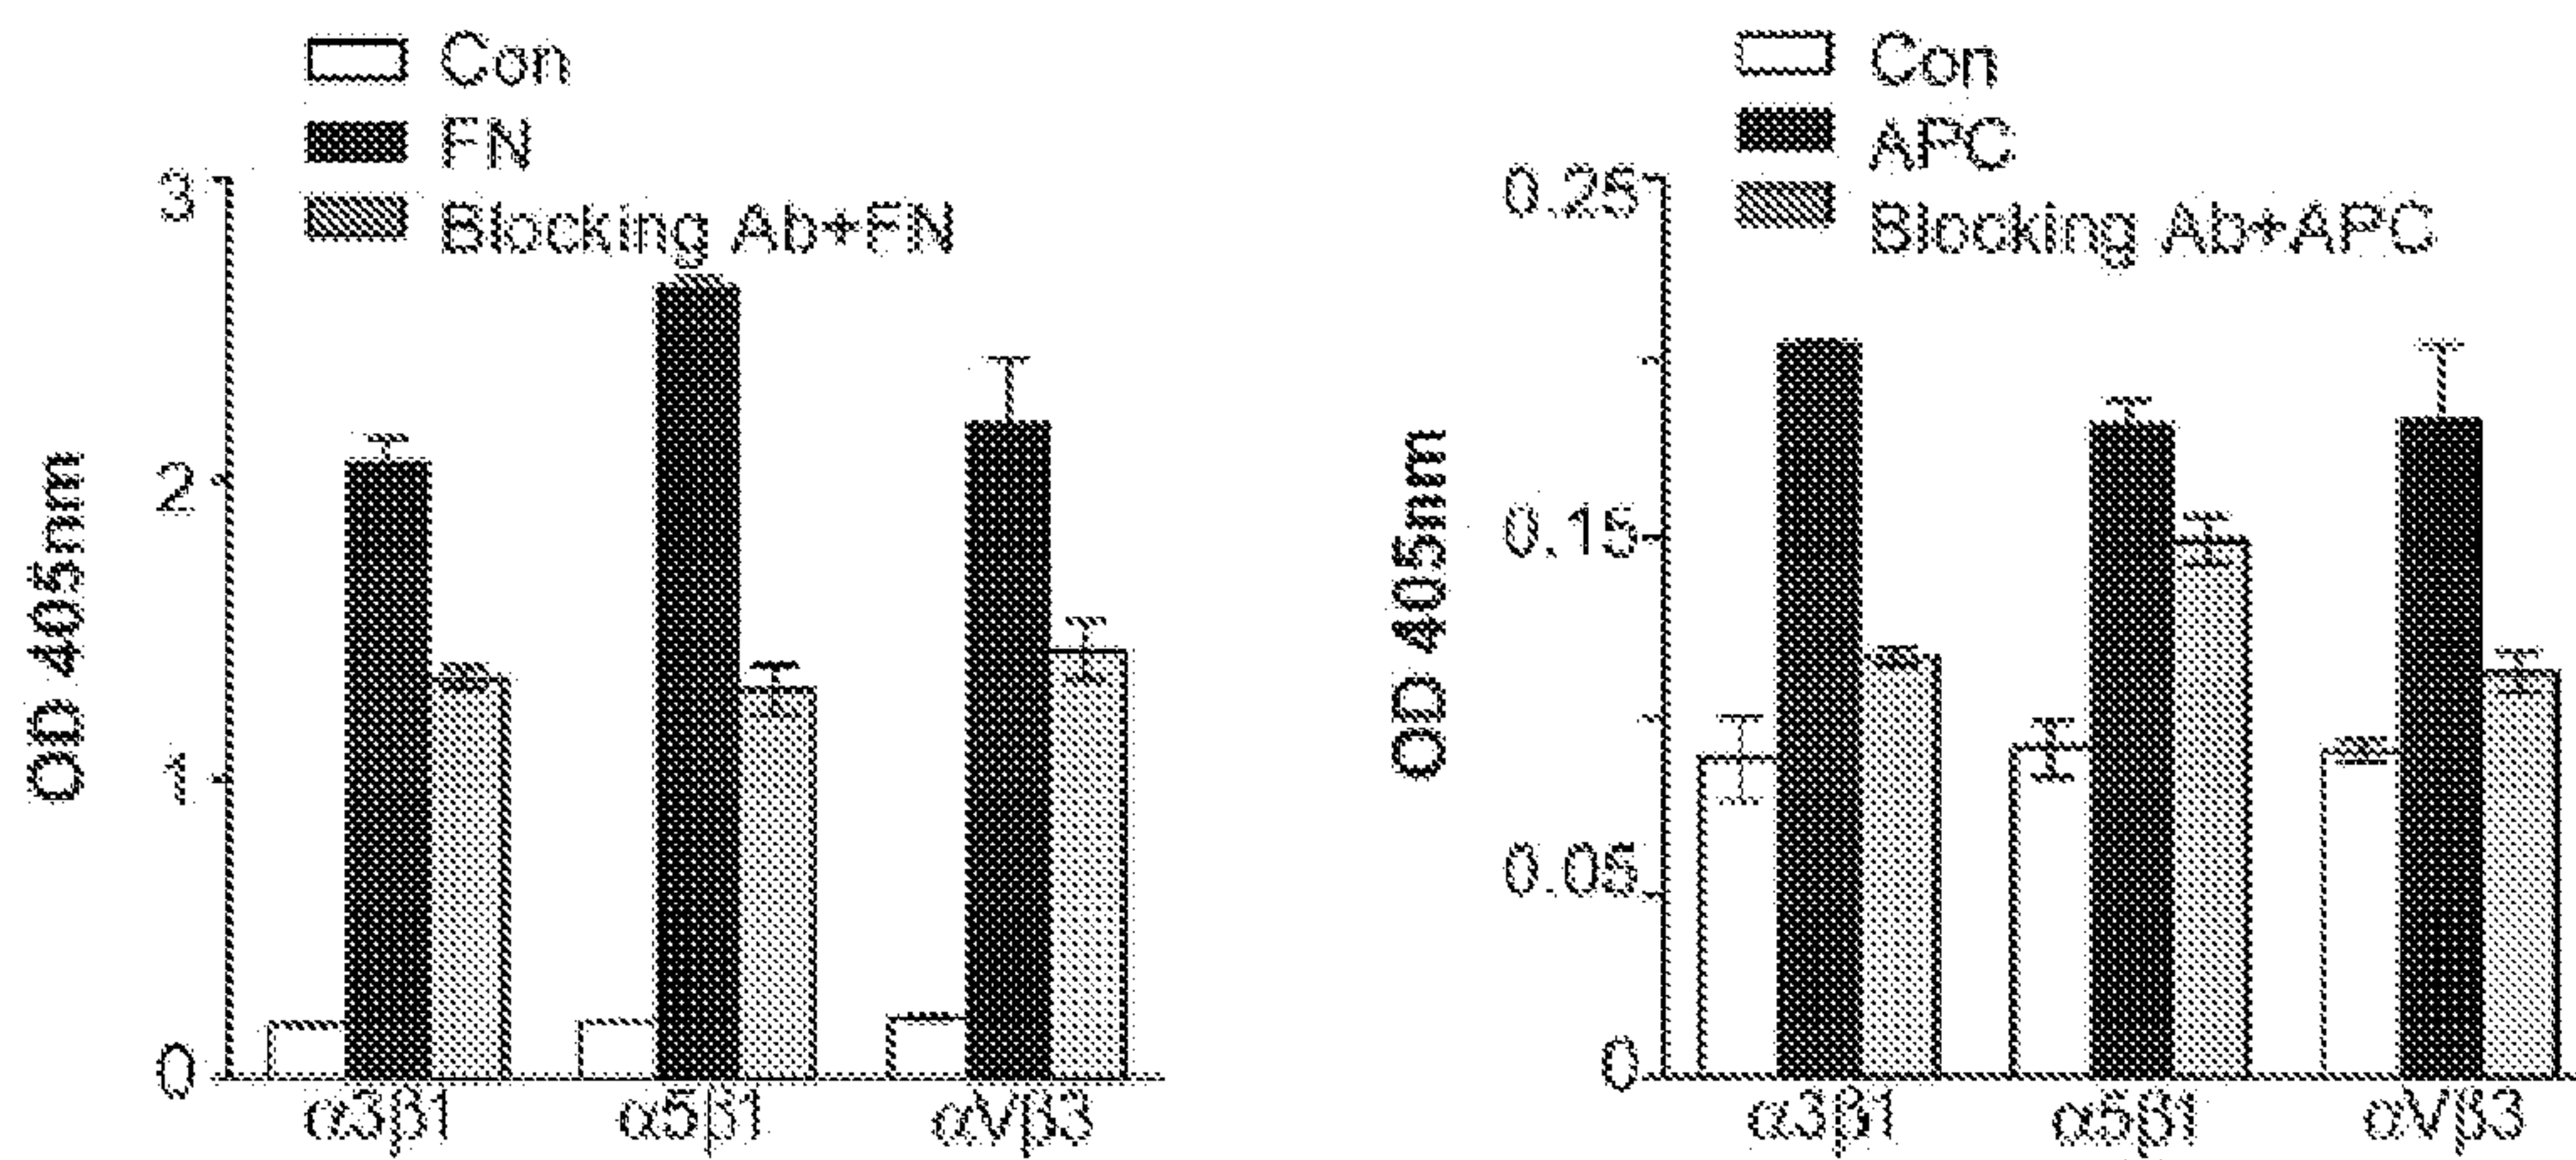 Con
FN
Blocking Ab+FN
OD 405nm
3
2
1
0
α3β1 α5β1 αVβ3
Con
APC
Blocking Ab+APC
OD 405nm
0.25
0.15
0.05
0
α3β1 α5β1 αVβ3